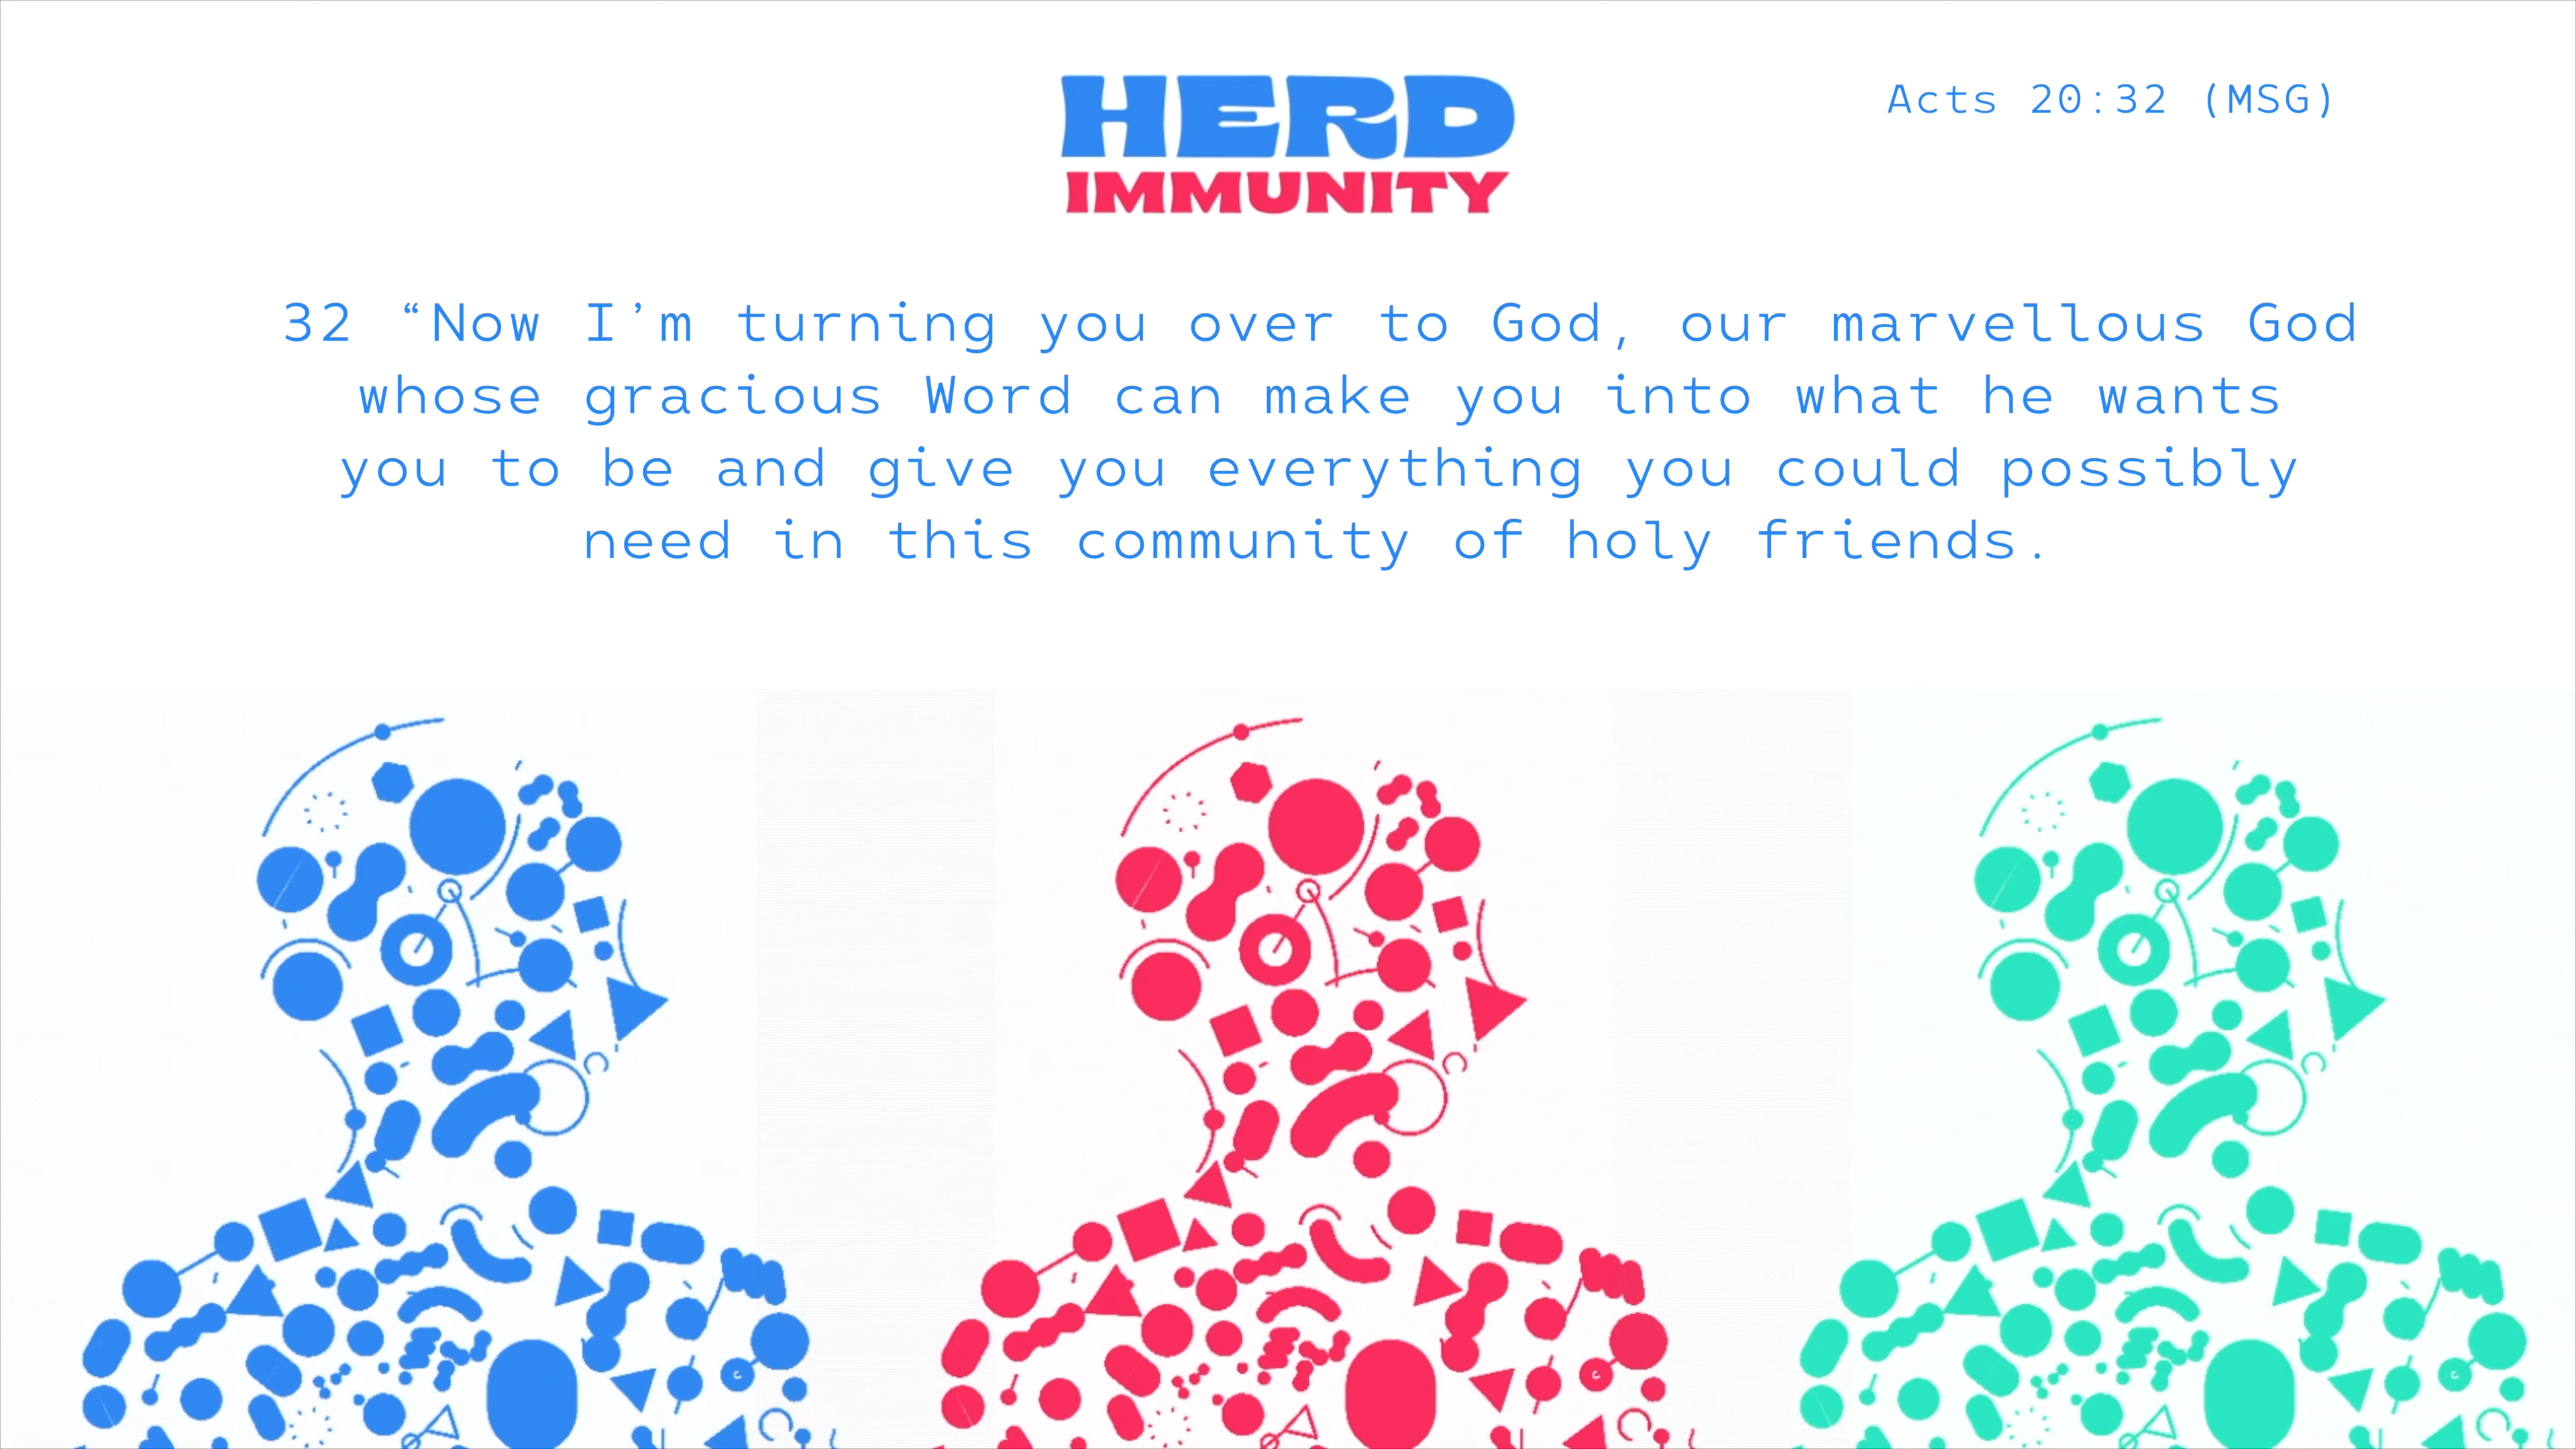 HERD
IMMUNITY
Acts 20:32 (MSG)
32 “Now I’m turning you over to God, our marvellous God
whose gracious Word can make you into what he wants
you to be and give you everything you could possibly
need in this community of holy friends.